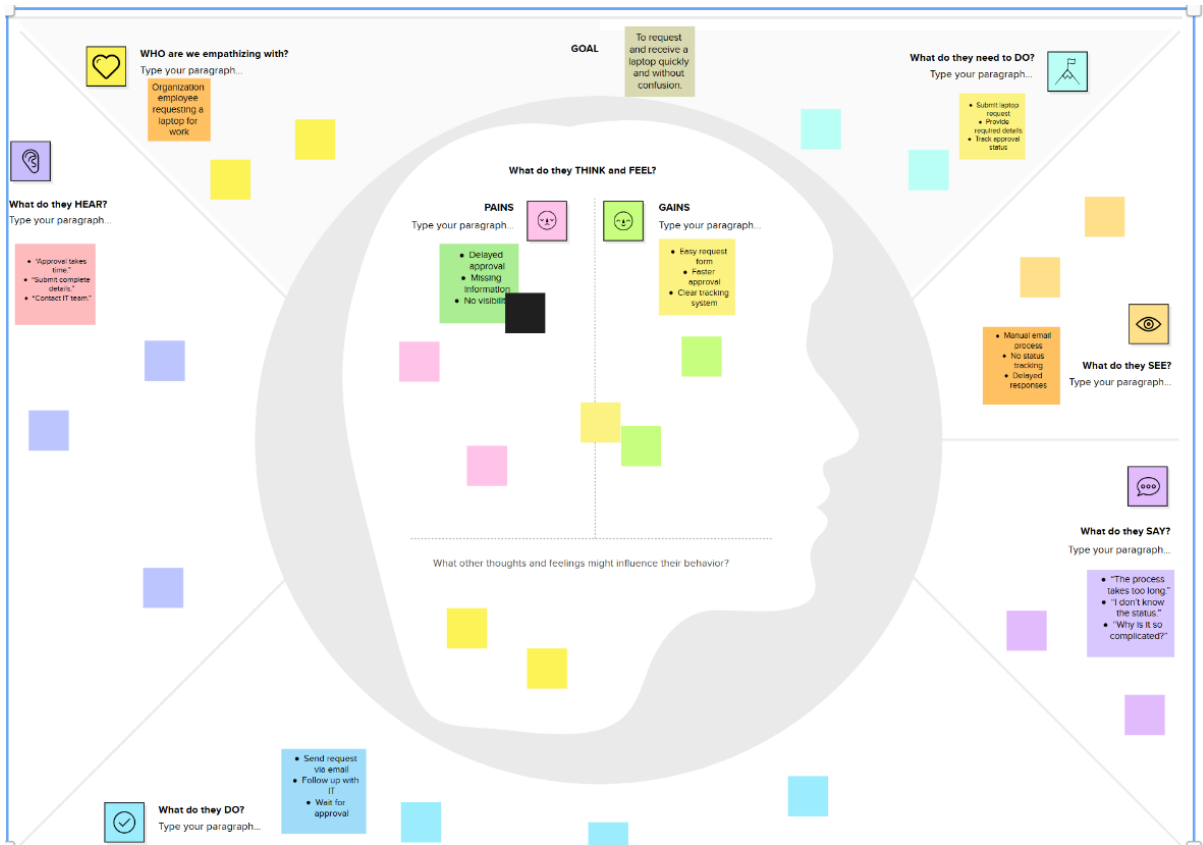 WHO are we empathizing with?
Type your paragraph...
Organization
employee
requesting a
laptop for
work
GOAL
To request
and receive a
laptop quickly
and without
confusion.
What do they need to DO?
Type your paragraph...
• Submit laptop
request
• Provide
required details
• Track approval
status
What do they HEAR?
Type your paragraph...
• "Approval takes
time."
• "Submit complete
details."
• "Contact IT team."
What do they THINK and FEEL?
PAINS
Type your paragraph...
• Delayed
approval
• Missing
information
• No
GAINS
Type your paragraph...
• Easy request
form
• Faster
approval
• Clear tracking
system
• Manual email
process
• No status
tracking
• Delayed
responses
What do they SEE?
Type your paragraph...
What do they SAY?
Type your paragraph...
• "The process
takes too long."
• "I don't know
the status."
• "Why is it so
complicated?"
What other thoughts and feelings might influence their behavior?
What do they DO?
Type your paragraph...
• Send request
via email
• Follow up with
IT
• Wait for
approval